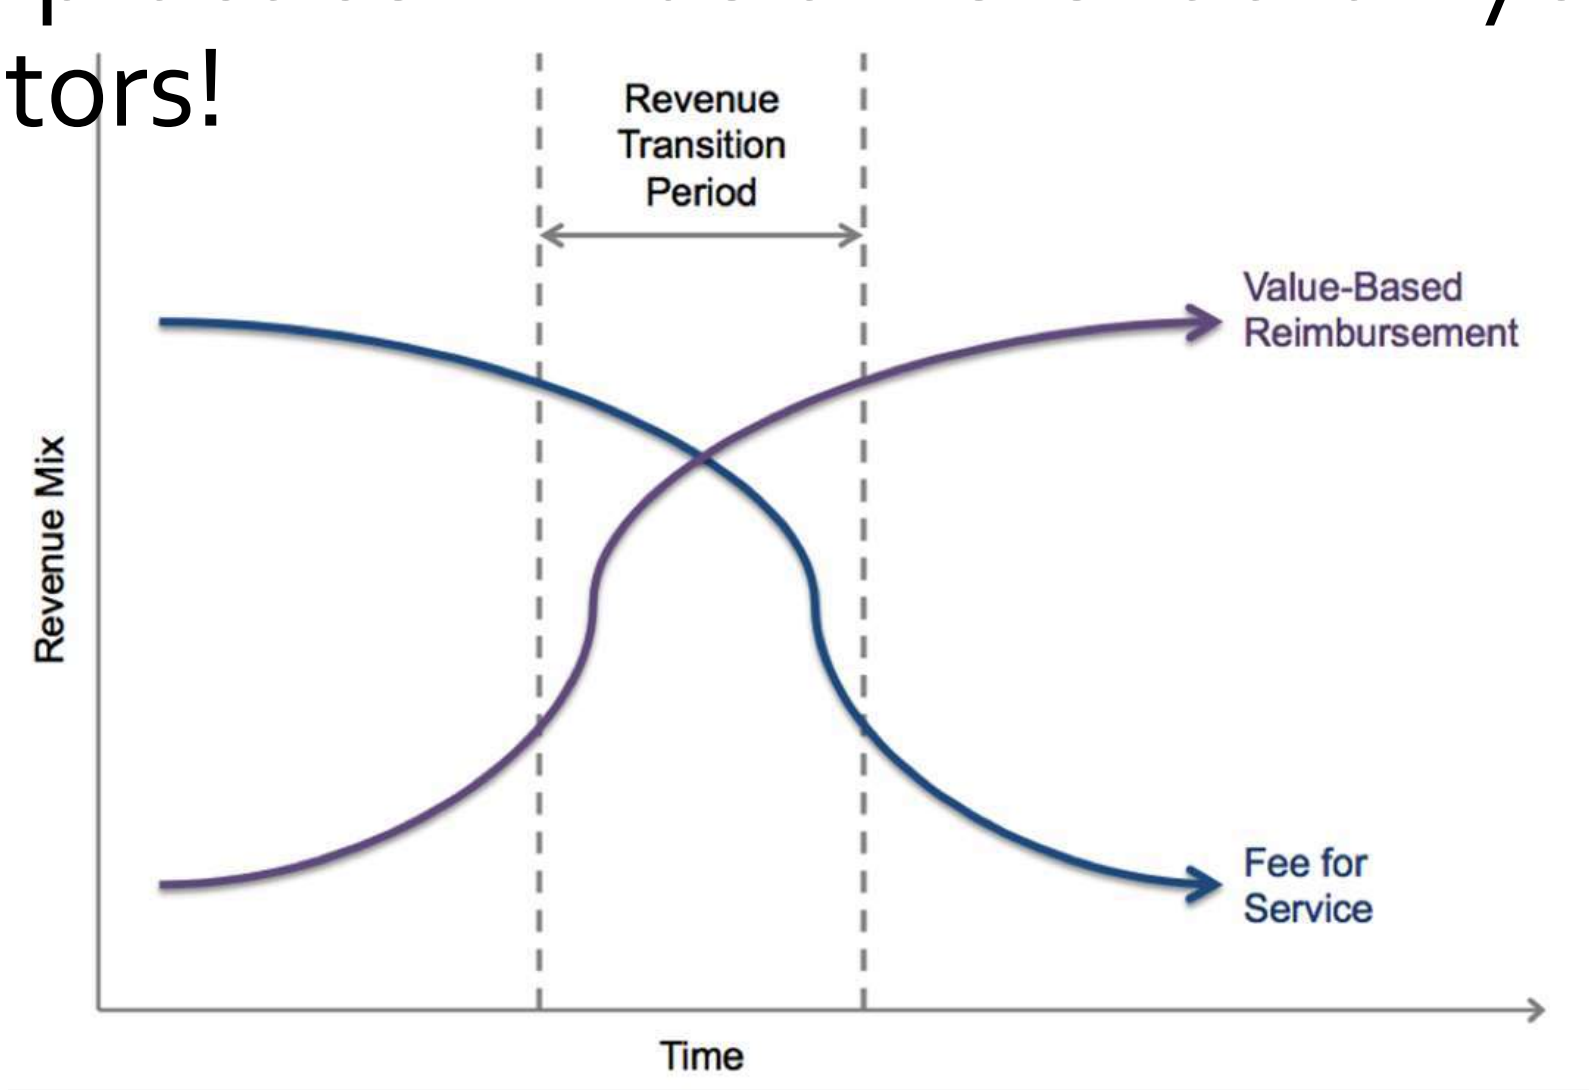 tors!
Revenue
Transition
Period
Value-Based
Reimbursement
Revenue Mix
Fee for
Service
Time